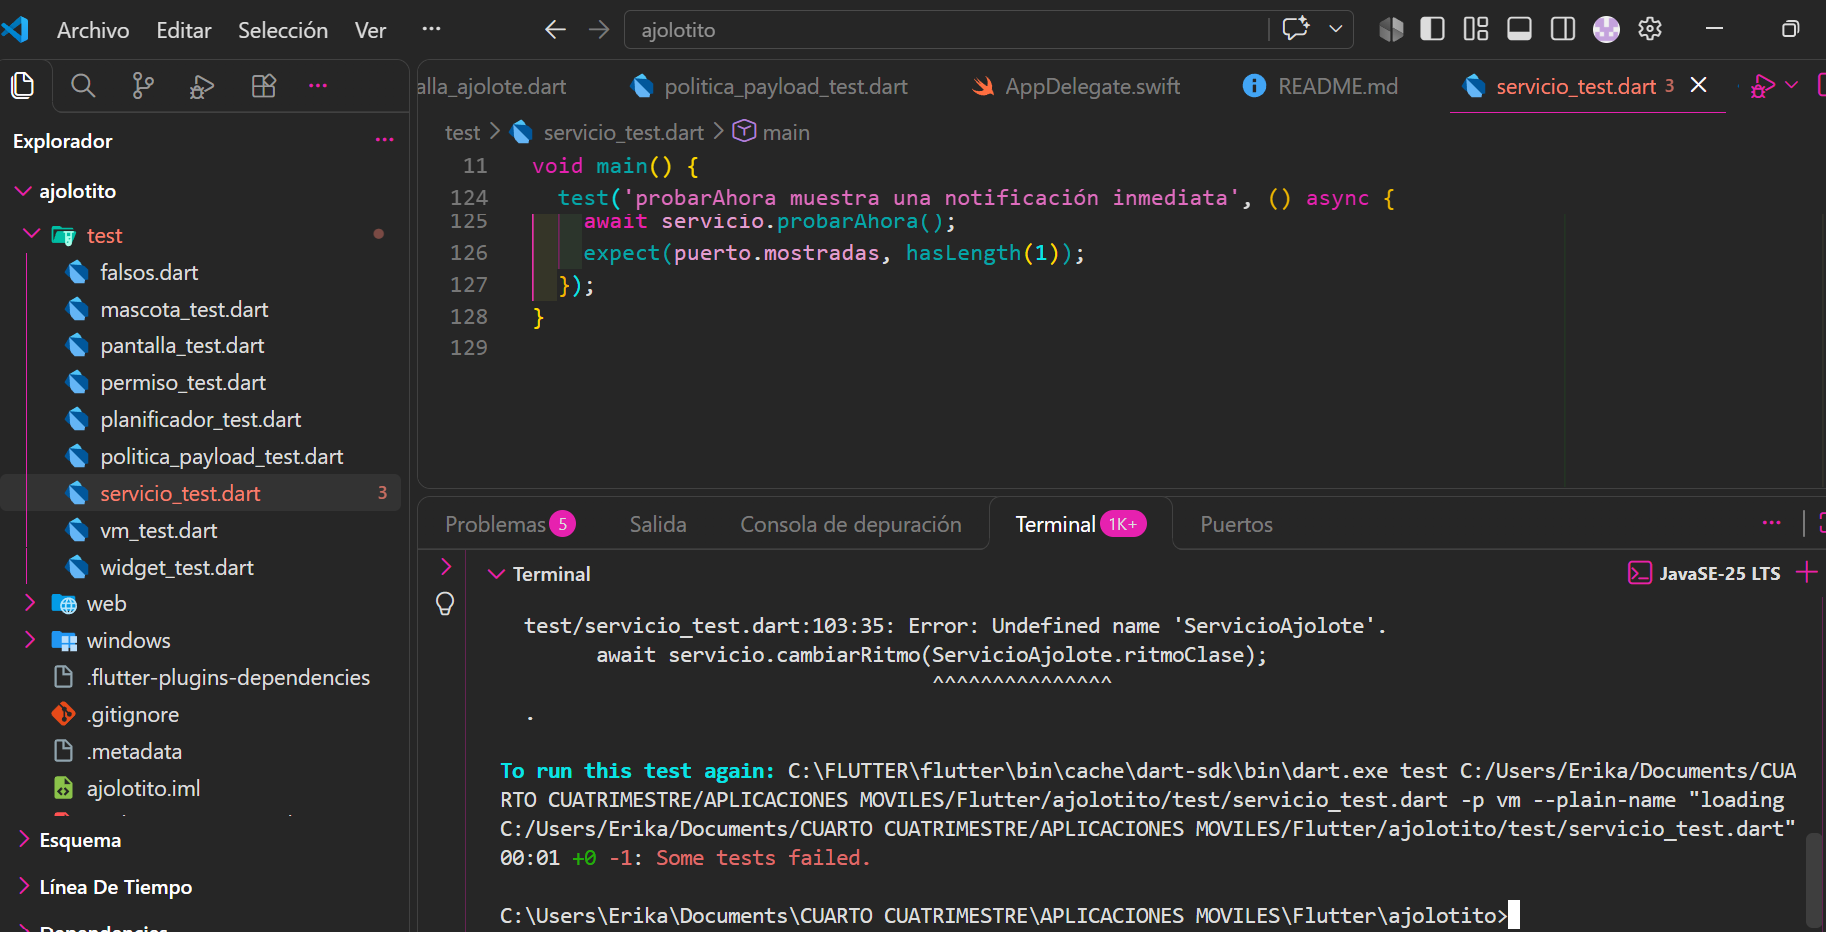 Archivo Editar Selección Ver ···
ajolotito
Explorador
ajolotito
test
falsos.dart
mascota_test.dart
pantalla_test.dart
permiso_test.dart
planificador_test.dart
politica_payload_test.dart
servicio_test.dart 3
vm_test.dart
widget_test.dart
web
windows
.flutter-plugins-dependencies
.gitignore
.metadata
ajolotito.iml
Esquema
Línea De Tiempo
Dependencias
alla_ajolote.dart politica_payload_test.dart AppDelegate.swift README.md servicio_test.dart 3
test > servicio_test.dart > main
11 void main() {
124 test('probarAhora muestra una notificación inmediata', () async {
125 await servicio.probarAhora();
126 expect(puerto.mostradas, hasLength(1));
127 });
128 }
129
Problemas 5 Salida Consola de depuración Terminal 1K+ Puertos
Terminal JavaSE-25 LTS
test/servicio_test.dart:103:35: Error: Undefined name 'ServicioAjolote'.
await servicio.cambiarRitmo(ServicioAjolote.ritmoClase);
^^^^^^^^^^^^^^^
.
To run this test again: C:\FLUTTER\flutter\bin\cache\dart-sdk\bin\dart.exe test C:/Users/Erika/Documents/CUA
RTO CUATRIMESTRE/APLICACIONES MOVILES/Flutter/ajolotito/test/servicio_test.dart -p vm --plain-name "loading
C:/Users/Erika/Documents/CUARTO CUATRIMESTRE/APLICACIONES MOVILES/Flutter/ajolotito/test/servicio_test.dart"
00:01 +0 -1: Some tests failed.
C:\Users\Erika\Documents\CUARTO CUATRIMESTRE\APLICACIONES MOVILES\Flutter\ajolotito>